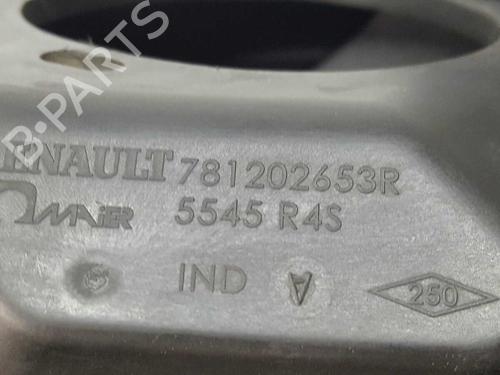 B-PARTS
RENAULT 781202653R
MAIER 5545 R4S
IND A 250